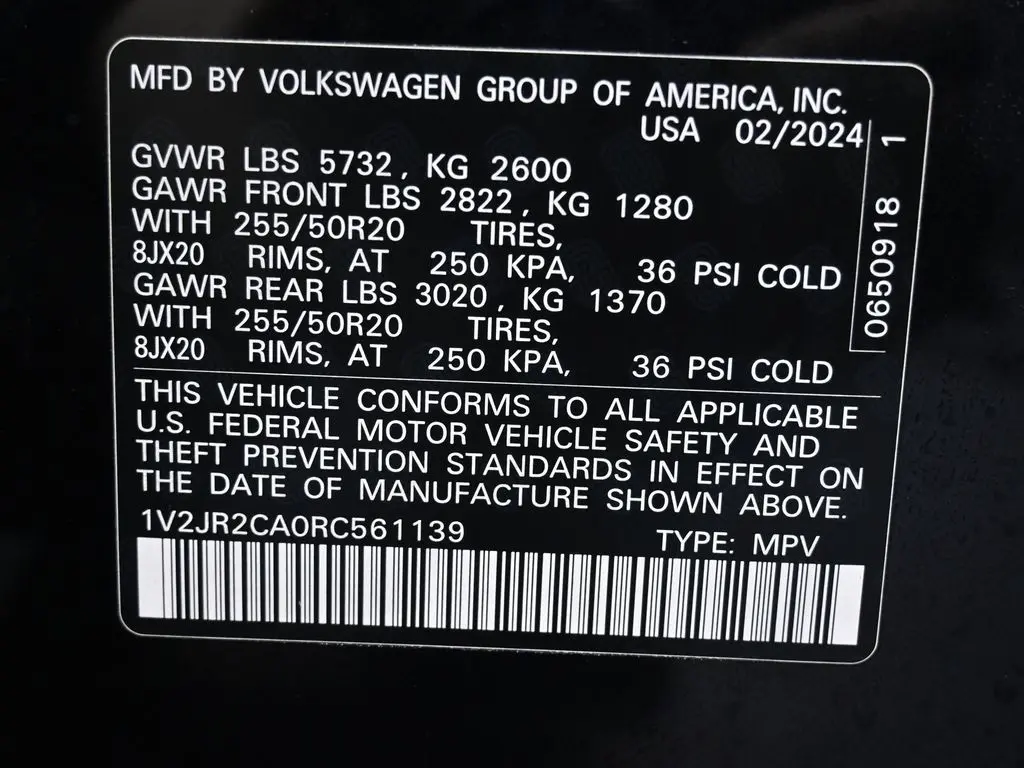 MFD BY VOLKSWAGEN GROUP OF AMERICA, INC.
USA 02/2024
GVWR LBS 5732, KG 2600
GAWR FRONT LBS 2822, KG 1280
WITH 255/50R20 TIRES,
8JX20 RIMS, AT 250 KPA, 36 PSI COLD
GAWR REAR LBS 3020, KG 1370
WITH 255/50R20 TIRES,
8JX20 RIMS, AT 250 KPA, 36 PSI COLD
0650918 1
THIS VEHICLE CONFORMS TO ALL APPLICABLE
U.S. FEDERAL MOTOR VEHICLE SAFETY AND
THEFT PREVENTION STANDARDS IN EFFECT ON
THE DATE OF MANUFACTURE SHOWN ABOVE.
1V2JR2CA0RC561139 TYPE: MPV